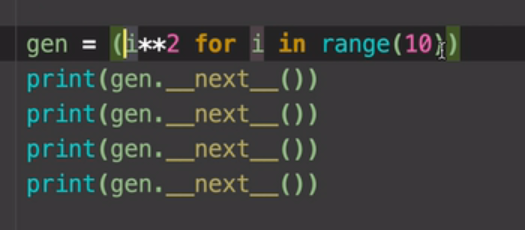 gen = (i**2 for i in range(10))
print(gen.__next__())
print(gen.__next__())
print(gen.__next__())
print(gen.__next__())